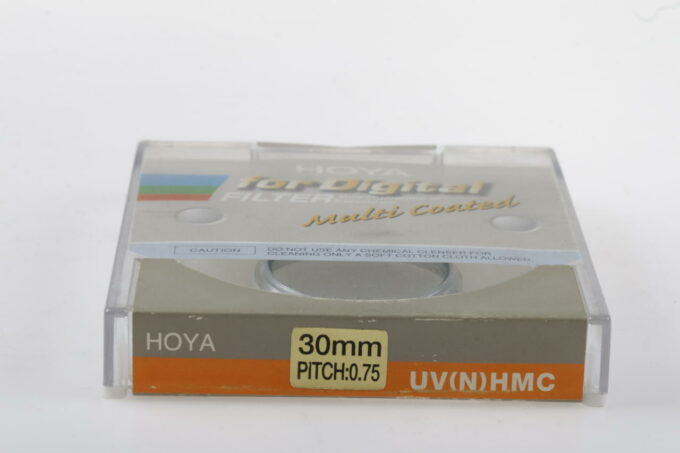 HOYA
for Digital
FILTER
Multi Coated
CAUTION
DO NOT USE ANY CHEMICAL CLENSER FOR
CLEANING ONLY A SOFT COTTON CLOTH ALLOWED.
HOYA
30mm
PITCH:0.75
UV(N)HMC